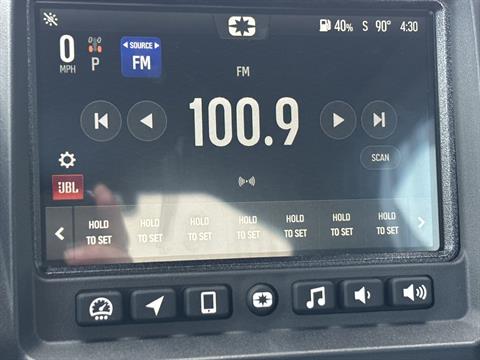 40% S 90° 4:30
0 SOURCE
MPH P FM
FM
100.9
SCAN
JBL
HOLD TO SET HOLD TO SET HOLD TO SET HOLD TO SET HOLD TO SET HOLD TO SET HOLD TO SET